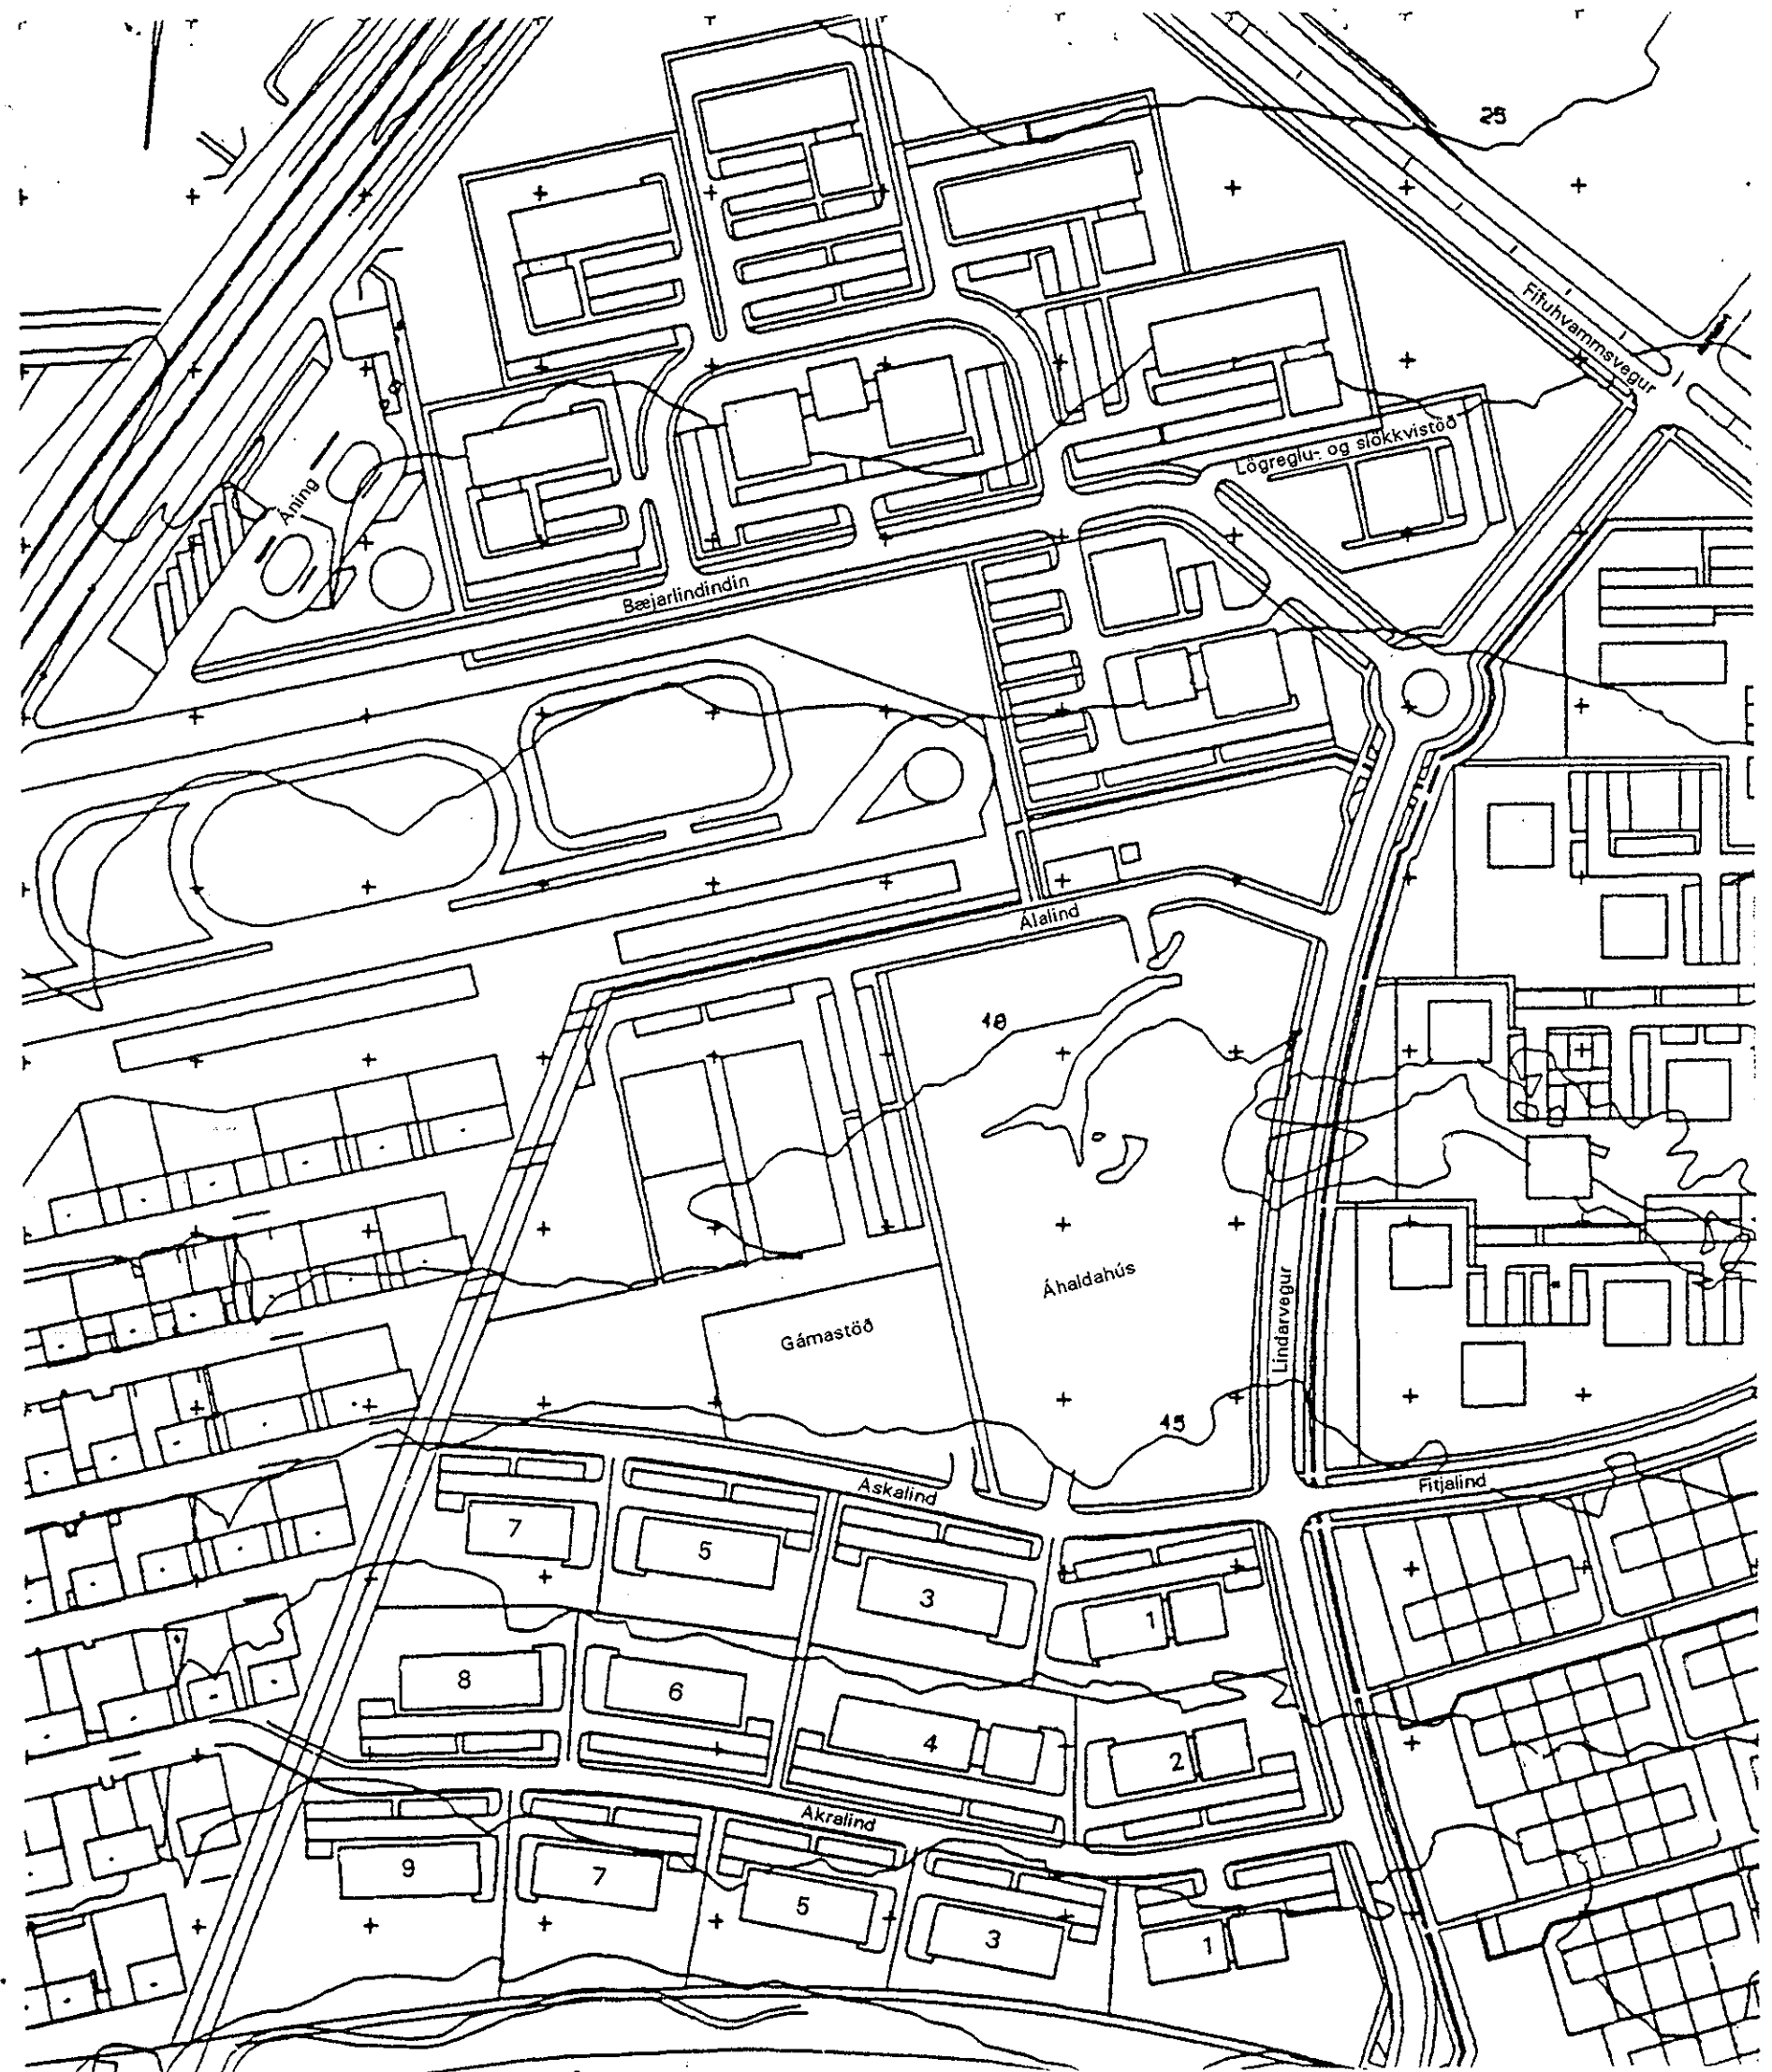 25
Fífuhvammsvegur
Lögreglu- og slökkvistöð
Áning
Bæjarlindindin
Álalind
48
Áhaldahús
Lindarvegur
Gámastöð
45
Askalind
Fitjalind
7
5
3
1
8
6
4
2
Akralind
9
7
5
3
1